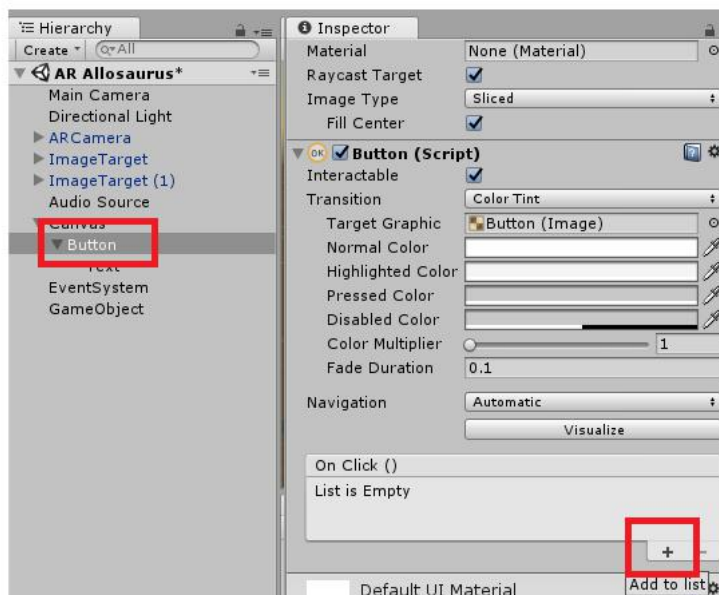 Hierarchy
Create
All
AR Allosaurus*
Main Camera
Directional Light
ARCamera
ImageTarget
ImageTarget (1)
Audio Source
Canvas
Button
Text
EventSystem
GameObject
Inspector
Material None (Material)
Raycast Target
Image Type Sliced
Fill Center
OK Button (Script)
Interactable
Transition Color Tint
Target Graphic Button (Image)
Normal Color
Highlighted Color
Pressed Color
Disabled Color
Color Multiplier 1
Fade Duration 0.1
Navigation Automatic
Visualize
On Click ()
List is Empty
+ -
Default UI Material
Add to list